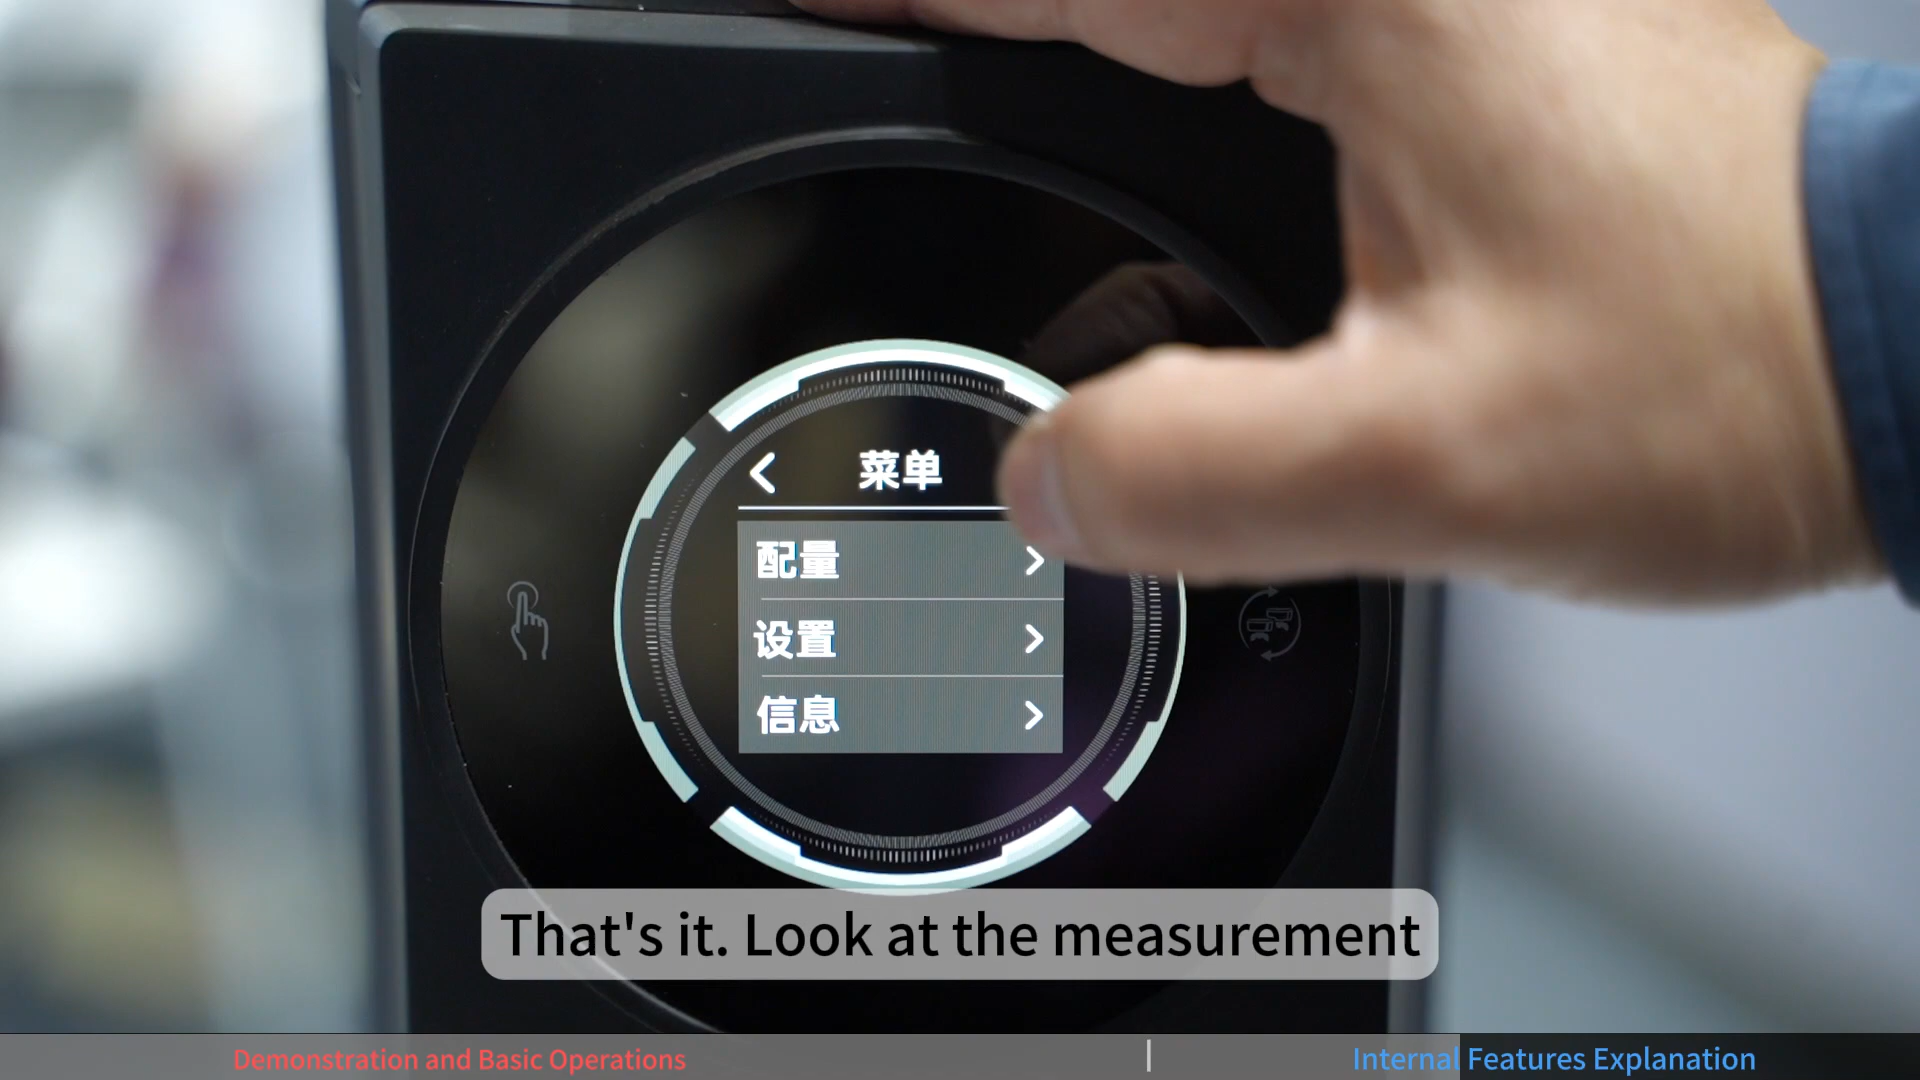 菜单
配量
设置
信息
That's it. Look at the measurement
Demonstration and Basic Operations
Internal Features Explanation